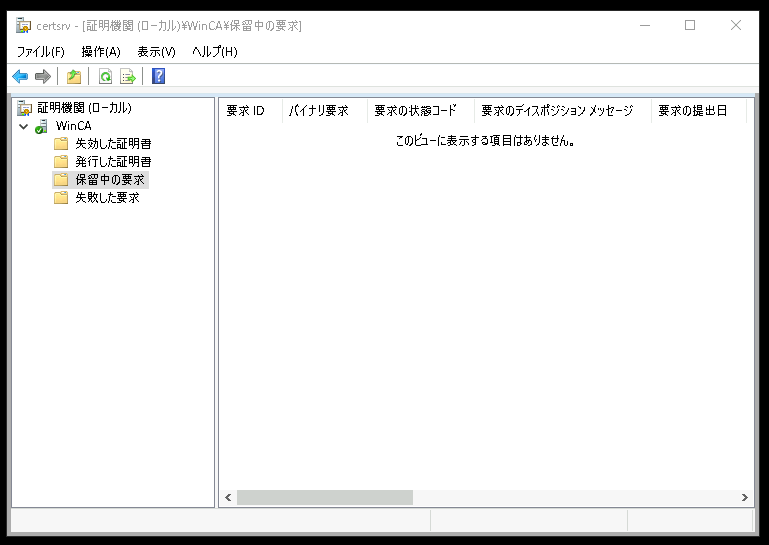 certsrv - [証明機関 (ローカル)¥WinCA¥保留中の要求]
ファイル(F) 操作(A) 表示(V) ヘルプ(H)
証明機関 (ローカル)
WinCA
失効した証明書
発行した証明書
保留中の要求
失敗した要求
要求 ID バイナリ要求 要求の状態コード 要求のディスポジション メッセージ 要求の提出日
このビューに表示する項目はありません。